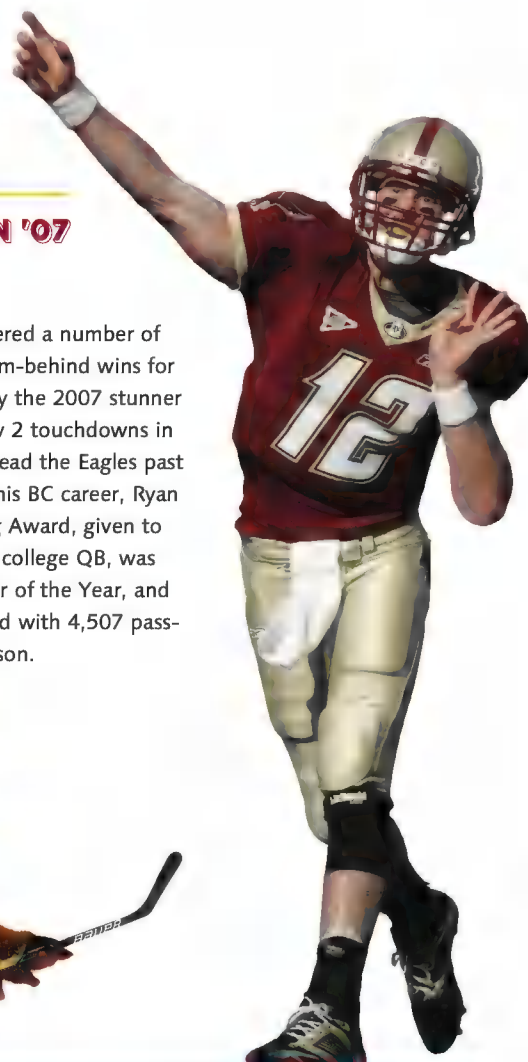 N '07
ered a number of
m-behind wins for
y the 2007 stunner
w 2 touchdowns in
ead the Eagles past
his BC career, Ryan
g Award, given to
college QB, was
r of the Year, and
d with 4,507 pass-
son.
12
BAUER